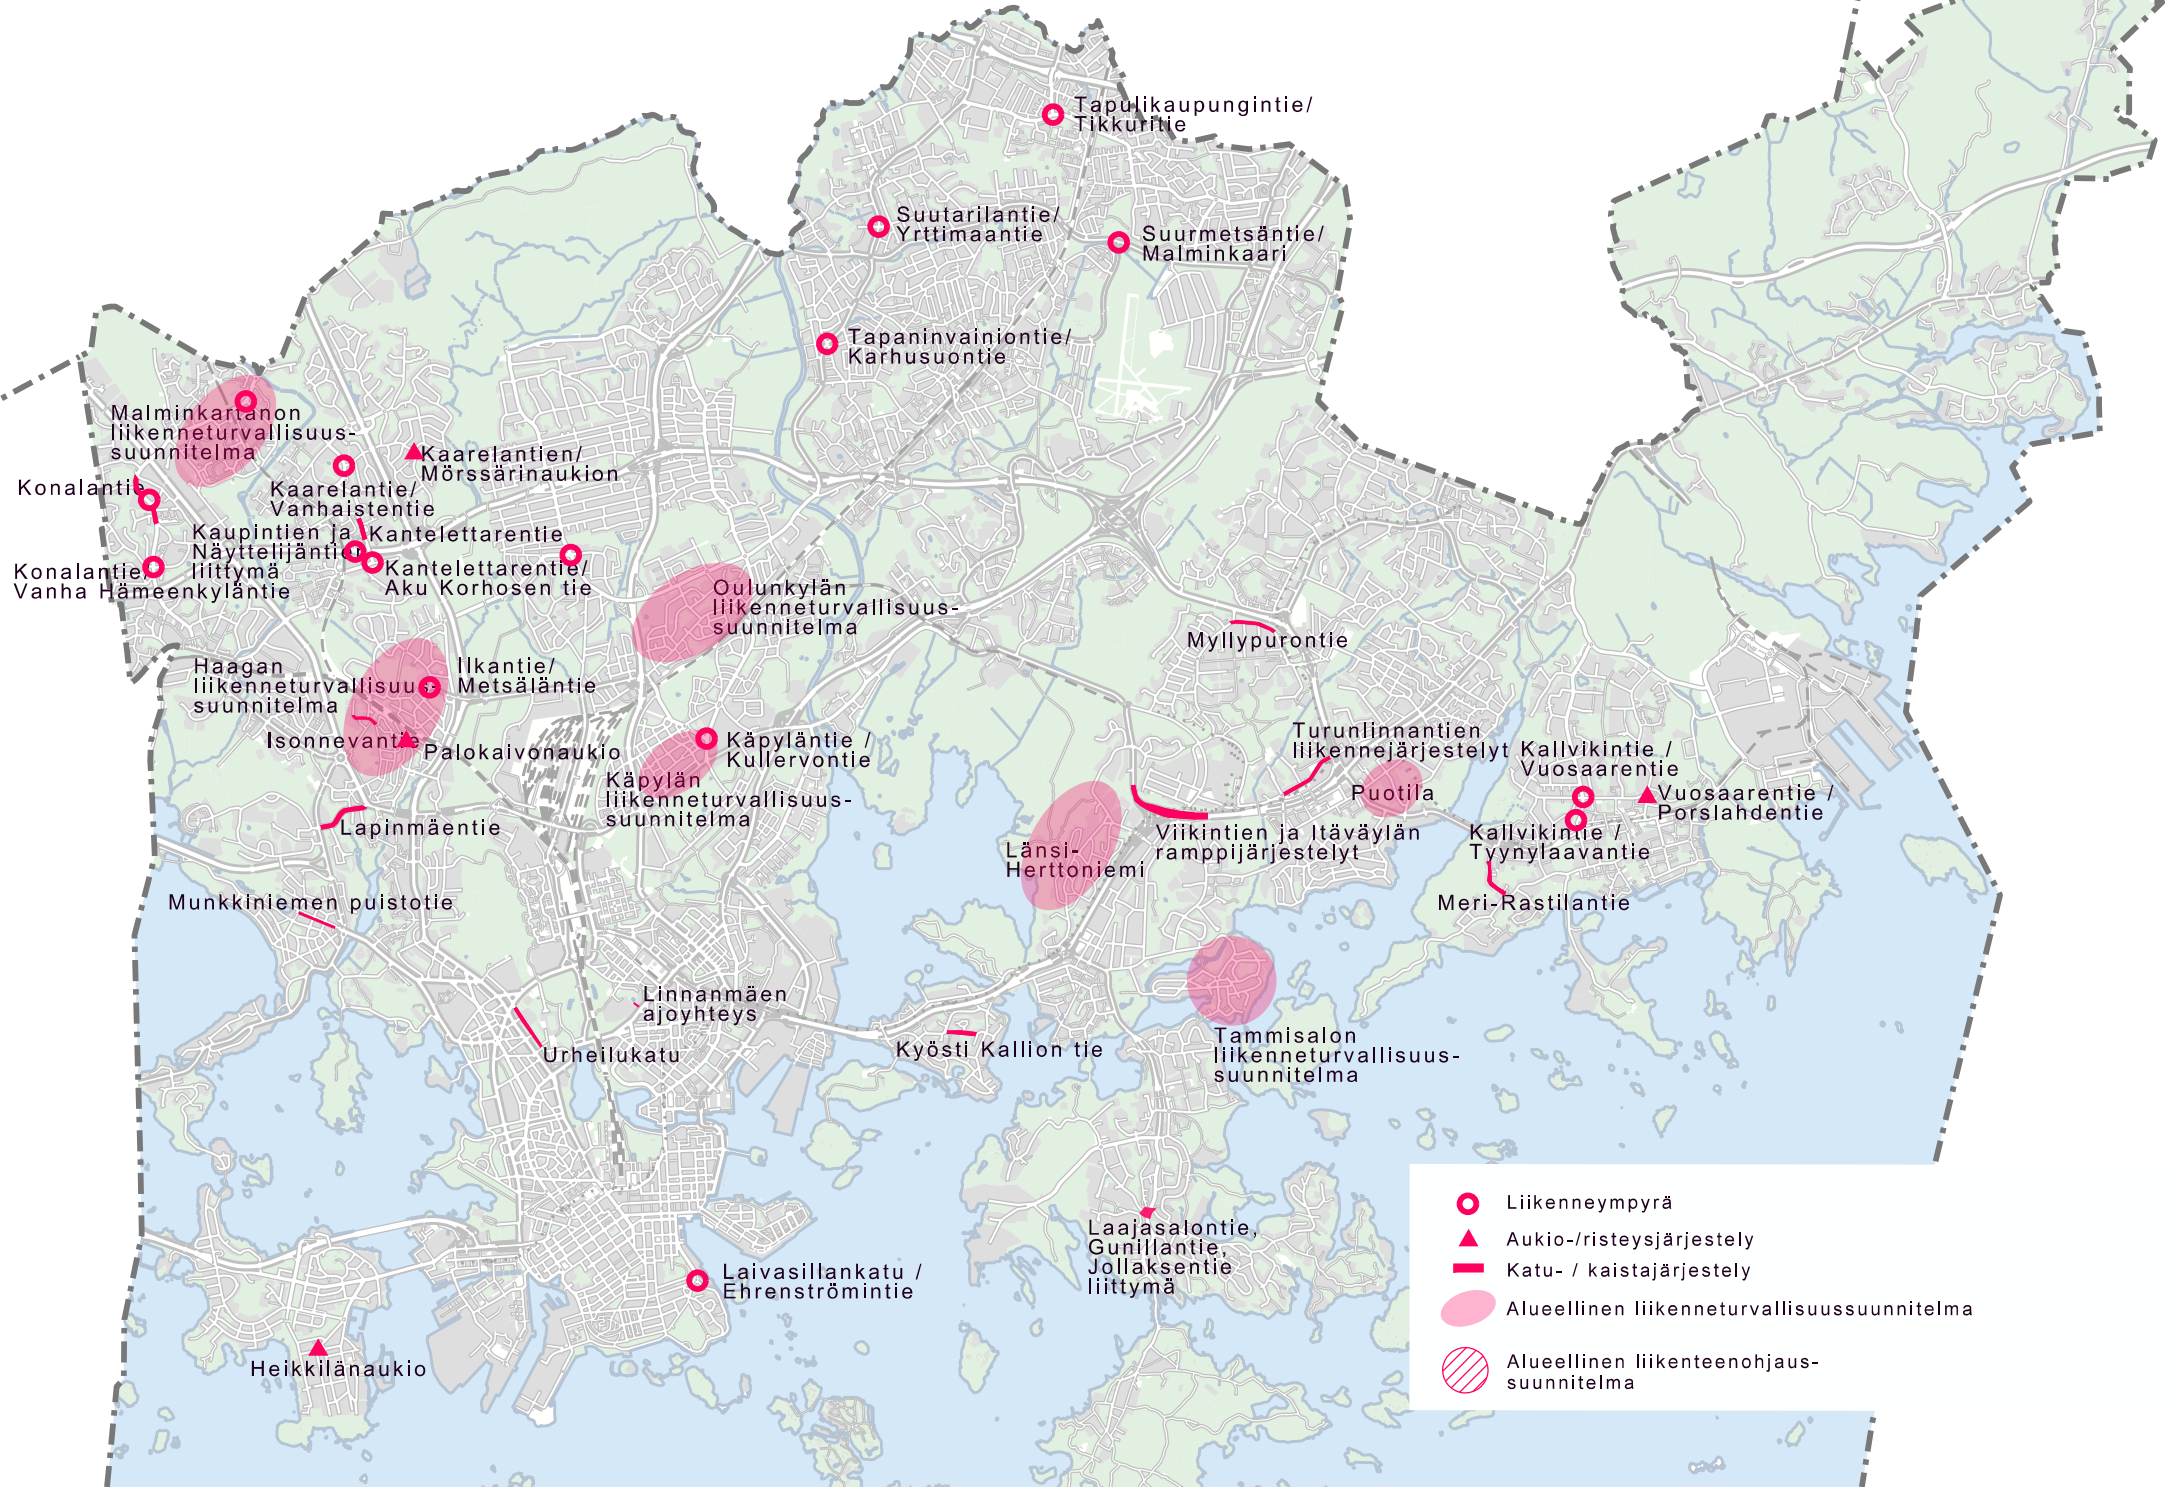 Tapulikaupungintie/
Tikkuritie
Suutarilantie/
Yrttimaantie
Suurmetsäntie/
Malminkaari
Tapaninvainiontie/
Karhusuontie
Malminkartanon
liikenneturvallisuus-
suunnitelma
Kaarelantien/
Mörssärinaukion
Konalantie
Kaarelantie/
Vanhaistentie
Kaupintien ja
Näyttelijäntien
liittymä
Kantelettarentie
Konalantie/
Vanha Hämeenkyläntie
Kantelettarentie/
Aku Korhosen tie
Oulunkylän
liikenneturvallisuus-
suunnitelma
Myllypurontie
Haagan
liikenneturvallisuus-
suunnitelma
Ilkantie/
Metsäläntie
Isonnevantie
Palokaivonaukio
Käpyläntie /
Kullervontie
Käpylän
liikenneturvallisuus-
suunnitelma
Turunlinnantien
liikennejärjestelyt
Kallvikintie /
Vuosaarentie
Puotila
Vuosaarentie /
Porslahdentie
Lapinmäentie
Viikintien ja Itäväylän
ramppijärjestelyt
Kallvikintie /
Tyynylaavantie
Länsi-
Herttoniemi
Munkkiniemen puistotie
Meri-Rastilantie
Linnanmäen
ajoyhteys
Urheilukatu
Kyösti Kallion tie
Tammisalon
liikenneturvallisuus-
suunnitelma
Laajasalontie,
Gunillantie,
Jollaksentie
liittymä
Laivasillankatu /
Ehrenströmintie
Heikkilänaukio
Liikenneympyrä
Aukio-/risteysjärjestely
Katu- / kaistajärjestely
Alueellinen liikenneturvallisuussuunnitelma
Alueellinen liikenteenohjaus-
suunnitelma